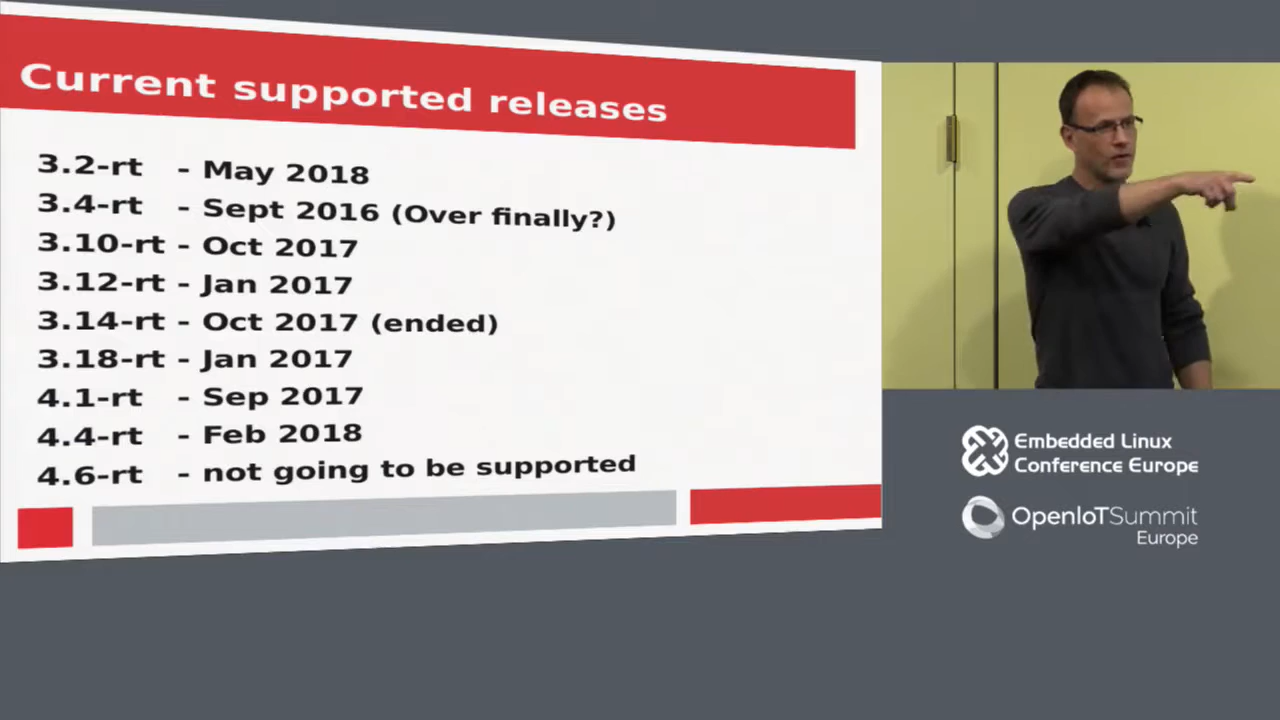 Current supported releases
3.2-rt - May 2018
3.4-rt - Sept 2016 (Over finally?)
3.10-rt - Oct 2017
3.12-rt - Jan 2017
3.14-rt - Oct 2017 (ended)
3.18-rt - Jan 2017
4.1-rt - Sep 2017
4.4-rt - Feb 2018
4.6-rt - not going to be supported
Embedded Linux
Conference Europe
OpenIoTSummit
Europe